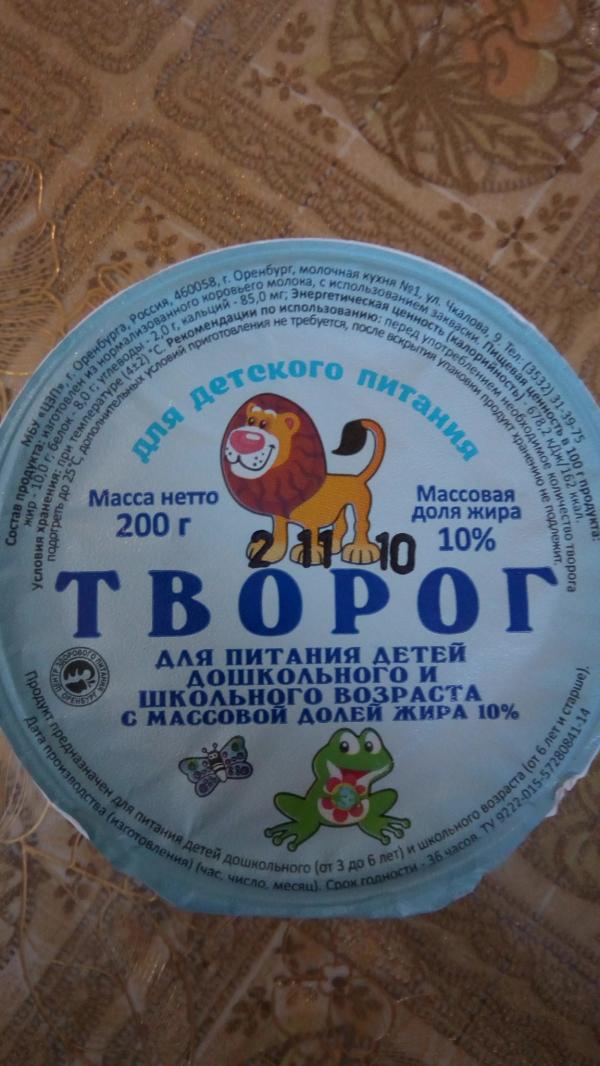 МБУ «ЦЗП», г. Оренбурга, Россия, 460058, г. Оренбург, молочная кухня №1. ул. Чкалова, 9. Тел: (3532) 31-39-75
Состав продукта: изготовлен из нормализованного коровьего молока, с использованием закваски. Пищевая ценность в 100 г продукта:
жир - 10,0 г, белок - 8,0 г, углеводы - 2,0 г, кальций - 85,0 мг; Энергетическая ценность (калорийность) - 678,2 кДж/162 ккал.
Условия хранения: при температуре (4±2) °С. Рекомендации по использованию: перед употреблением необходимое количество творога
подогреть до 25°С, дополнительных условий приготовления не требуется, после вскрытия упаковки продукт хранению не подлежит.
для детского питания
Масса нетто
200 г
Массовая
доля жира
10%
2 11 10
ТВОРОГ
ДЛЯ ПИТАНИЯ ДЕТЕЙ
ДОШКОЛЬНОГО И
ШКОЛЬНОГО ВОЗРАСТА
С МАССОВОЙ ДОЛЕЙ ЖИРА 10%
ЦЕНТР ЗДОРОВОГО ПИТАНИЯ
ОРЕНБУРГ
Продукт предназначен для питания детей дошкольного (от 3 до 6 лет) и школьного возраста (от 6 лет и старше).
Дата производства (изготовления) (час, число, месяц). Срок годности - 36 часов. ТУ 9222-015-57280841-14